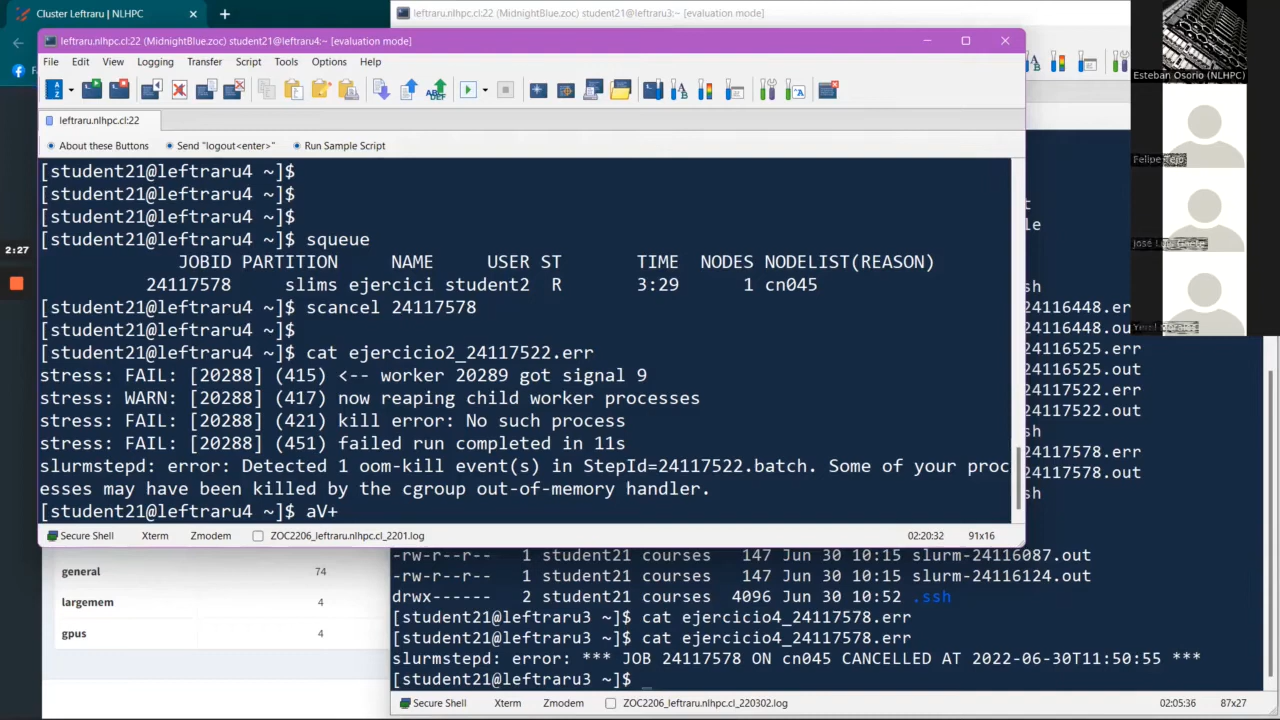 Cluster Leftraru | NLHPC
leftraru.nlhpc.cl:22 (MidnightBlue.zoc) student21@leftraru3:~ [evaluation mode]
leftraru.nlhpc.cl:22 (MidnightBlue.zoc) student21@leftraru4:~ [evaluation mode]
File Edit View Logging Transfer Script Tools Options Help
leftraru.nlhpc.cl:22
About these Buttons Send "logout<enter>" Run Sample Script
[student21@leftraru4 ~]$
[student21@leftraru4 ~]$
[student21@leftraru4 ~]$
[student21@leftraru4 ~]$ squeue
JOBID PARTITION NAME USER ST TIME NODES NODELIST(REASON)
24117578 slims ejercici student2 R 3:29 1 cn045
[student21@leftraru4 ~]$ scancel 24117578
[student21@leftraru4 ~]$
[student21@leftraru4 ~]$ cat ejercicio2_24117522.err
stress: FAIL: [20288] (415) <-- worker 20289 got signal 9
stress: WARN: [20288] (417) now reaping child worker processes
stress: FAIL: [20288] (421) kill error: No such process
stress: FAIL: [20288] (451) failed run completed in 11s
slurmstepd: error: Detected 1 oom-kill event(s) in StepId=24117522.batch. Some of your proc
esses may have been killed by the cgroup out-of-memory handler.
[student21@leftraru4 ~]$ aV+
Secure Shell Xterm Zmodem ZOC2206_leftraru.nlhpc.cl_2201.log 02:20:32 91x16
2:27
Esteban Osorio (NLHPC)
Felipe Tejo
t
le
sh
24116448.err
24116448.out
24116525.err
24116525.out
24117522.err
24117522.out
sh
24117578.err
24117578.out
sh
general 74
largemem 4
gpus 4
-rw-r--r-- 1 student21 courses 147 Jun 30 10:15 slurm-24116087.out
-rw-r--r-- 1 student21 courses 147 Jun 30 10:15 slurm-24116124.out
drwx------ 2 student21 courses 4096 Jun 30 10:52 .ssh
[student21@leftraru3 ~]$ cat ejercicio4_24117578.err
[student21@leftraru3 ~]$ cat ejercicio4_24117578.err
slurmstepd: error: *** JOB 24117578 ON cn045 CANCELLED AT 2022-06-30T11:50:55 ***
[student21@leftraru3 ~]$ _
Secure Shell Xterm Zmodem ZOC2206_leftraru.nlhpc.cl_220302.log 02:05:36 87x27